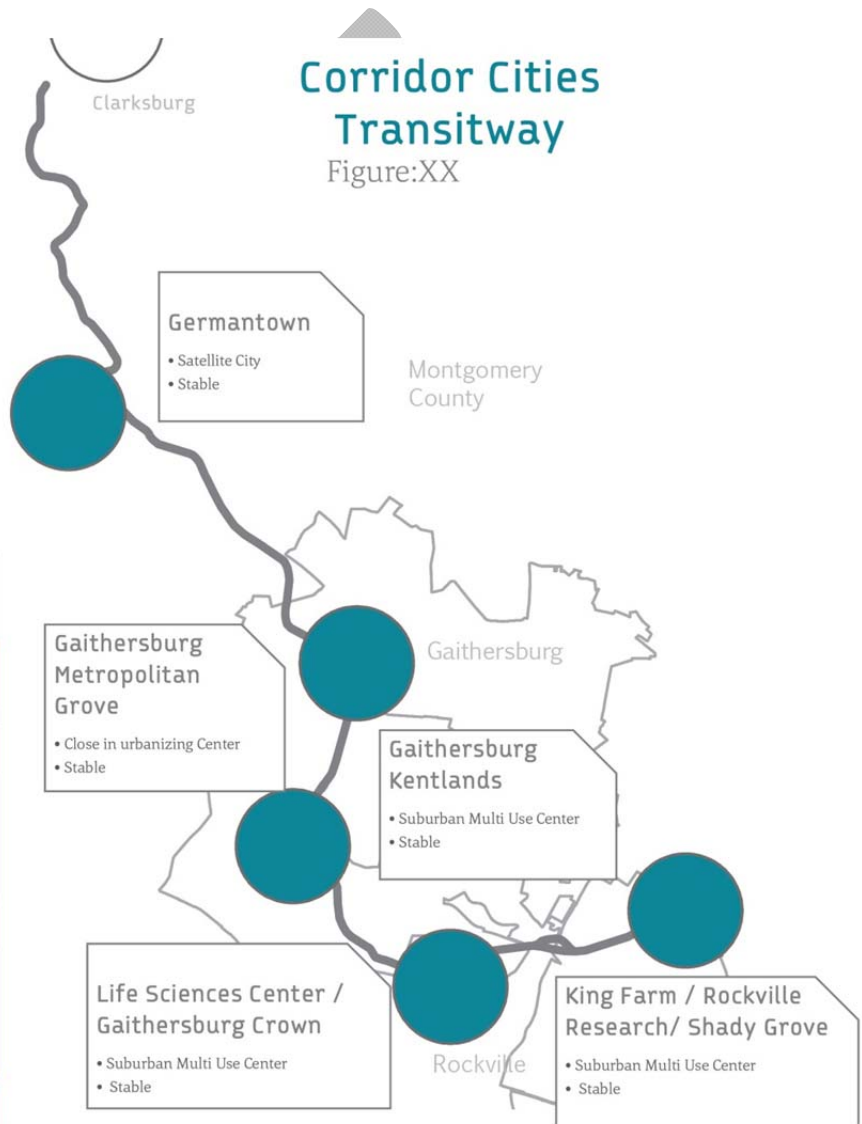 Corridor Cities
Transitway
Figure:XX
Clarksburg
Germantown
• Satellite City
• Stable
Montgomery
County
Gaithersburg
Metropolitan
Grove
• Close in urbanizing Center
• Stable
Gaithersburg
Gaithersburg
Kentlands
• Suburban Multi Use Center
• Stable
Life Sciences Center /
Gaithersburg Crown
• Suburban Multi Use Center
• Stable
Rockville
King Farm / Rockville
Research/ Shady Grove
• Suburban Multi Use Center
• Stable